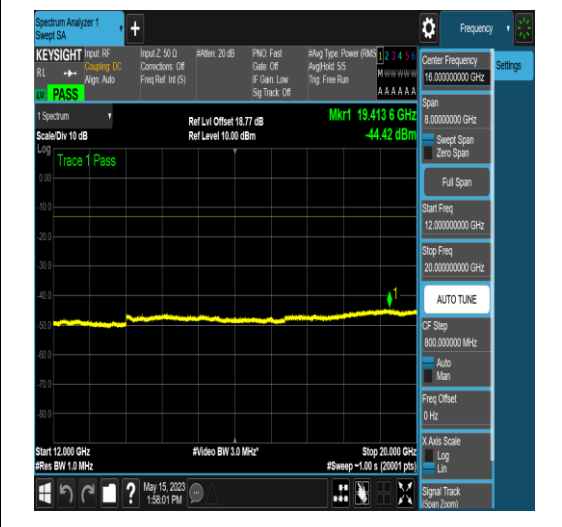 Spectrum Analyzer 1
Swept SA
Frequency
KEYSIGHT
RL
Input: RF
Coupling: DC
Align: Auto
Input Z: 50 Ω
Corrections: Off
Freq Ref: Int (S)
#Atten: 20 dB
PNO: Fast
Gate: Off
IF Gain: Low
Sig Track: Off
#Avg Type: Power (RMS
Avg|Hold: 5/5
Trig: Free Run
1 2 3 4 5 6
M w w w w w
A A A A A A
PASS
1 Spectrum
Scale/Div 10 dB
Ref Lvl Offset 18.77 dB
Ref Level 10.00 dBm
Mkr1 19.413 6 GHz
-44.42 dBm
Log
Trace 1 Pass
0.00
-10.0
-20.0
-30.0
-40.0
-50.0
-60.0
-70.0
-80.0
1
Start 12.000 GHz
#Res BW 1.0 MHz
#Video BW 3.0 MHz*
Stop 20.000 GHz
#Sweep ~1.00 s (20001 pts)
May 15, 2023
1:58:01 PM
Settings
Center Frequency
16.000000000 GHz
Span
8.00000000 GHz
Swept Span
Zero Span
Full Span
Start Freq
12.000000000 GHz
Stop Freq
20.000000000 GHz
AUTO TUNE
CF Step
800.000000 MHz
Auto
Man
Freq Offset
0 Hz
X Axis Scale
Log
Lin
Signal Track
(Span Zoom)